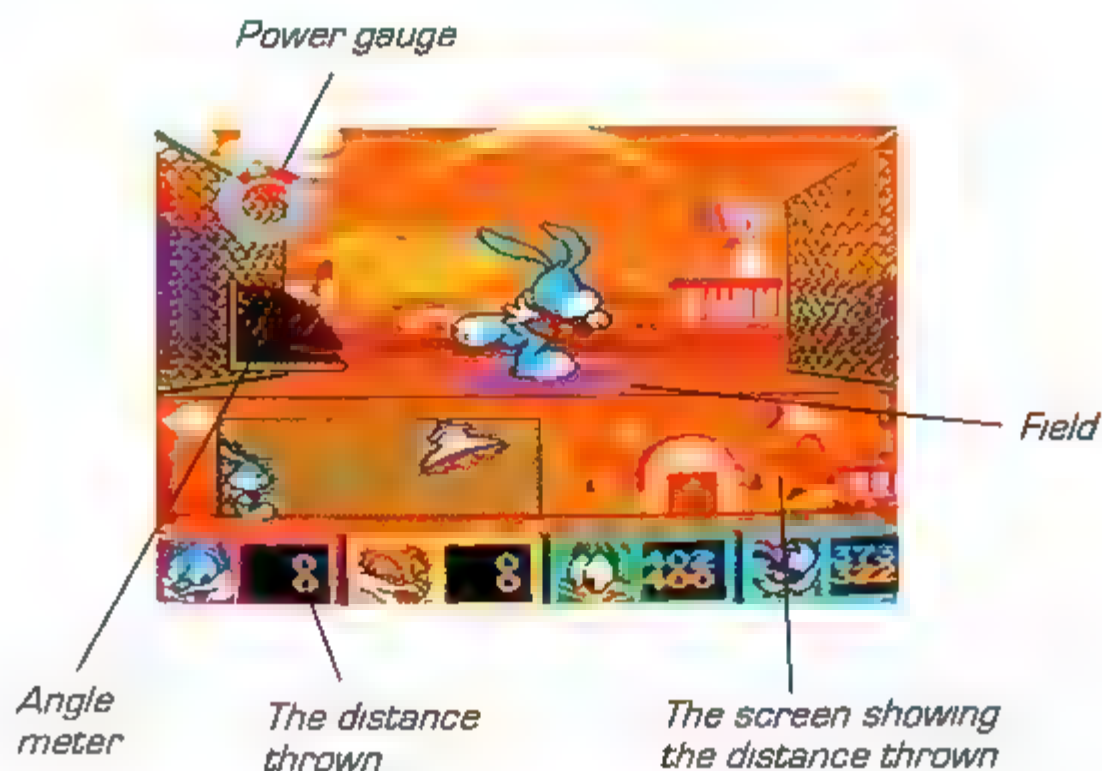 Power gauge
Field
8
8
Angle
meter
The distance
thrown
The screen showing
the distance thrown